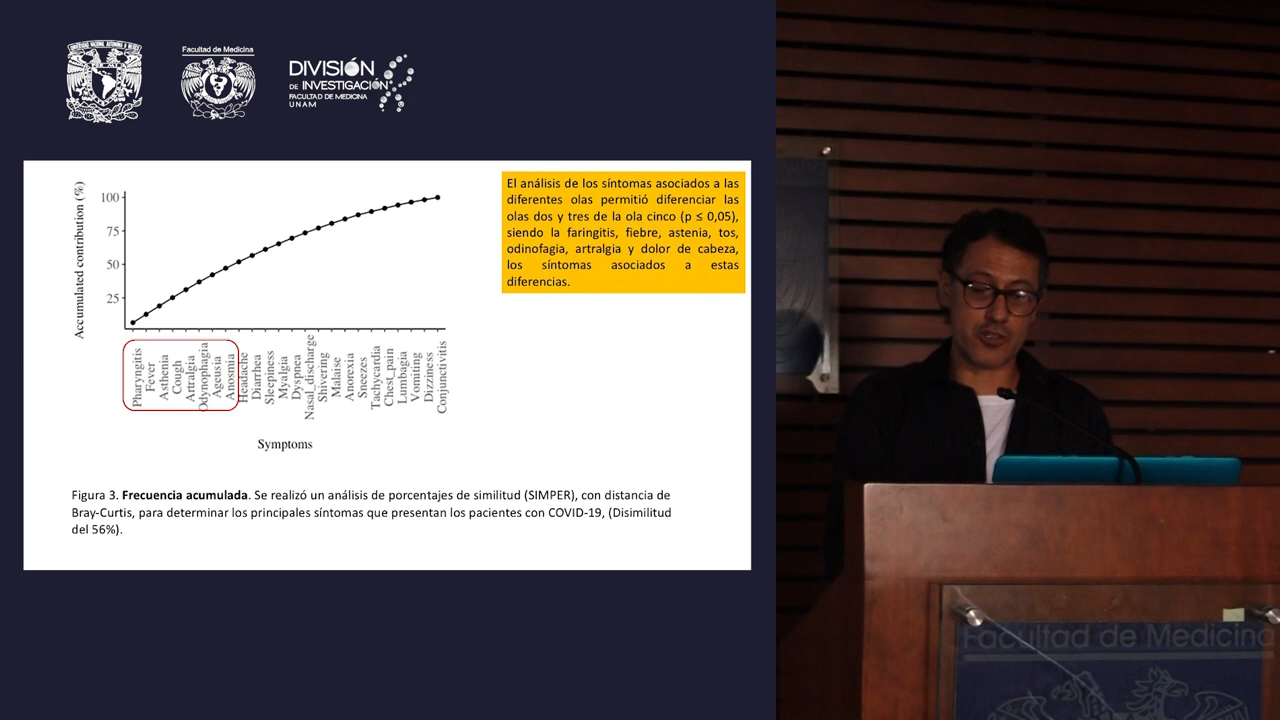 UNIVERSIDAD NACIONAL AUTONOMA DE MEXICO
Facultad de Medicina
DIVISIÓN
DE INVESTIGACIÓN
FACULTAD DE MEDICINA
UNAM
Accumulated contribution (%)
100
75
50
25
Pharyngitis
Fever
Asthenia
Cough
Artralgia
Odynophagia
Ageusia
Anosmia
Headache
Diarrhea
Sleepiness
Myalgia
Dyspnea
Nasal_discharge
Shivering
Malaise
Anorexia
Sneezes
Tachycardia
Chest_pain
Lumbagia
Vomiting
Dizziness
Conjunctivitis
Symptoms
El análisis de los síntomas asociados a las
diferentes olas permitió diferenciar las
olas dos y tres de la ola cinco (p ≤ 0,05),
siendo la faringitis, fiebre, astenia, tos,
odinofagia, artralgia y dolor de cabeza,
los síntomas asociados a estas
diferencias.
Figura 3. Frecuencia acumulada. Se realizó un análisis de porcentajes de similitud (SIMPER), con distancia de
Bray-Curtis, para determinar los principales síntomas que presentan los pacientes con COVID-19, (Disimilitud
del 56%).
Facultad de Medicina